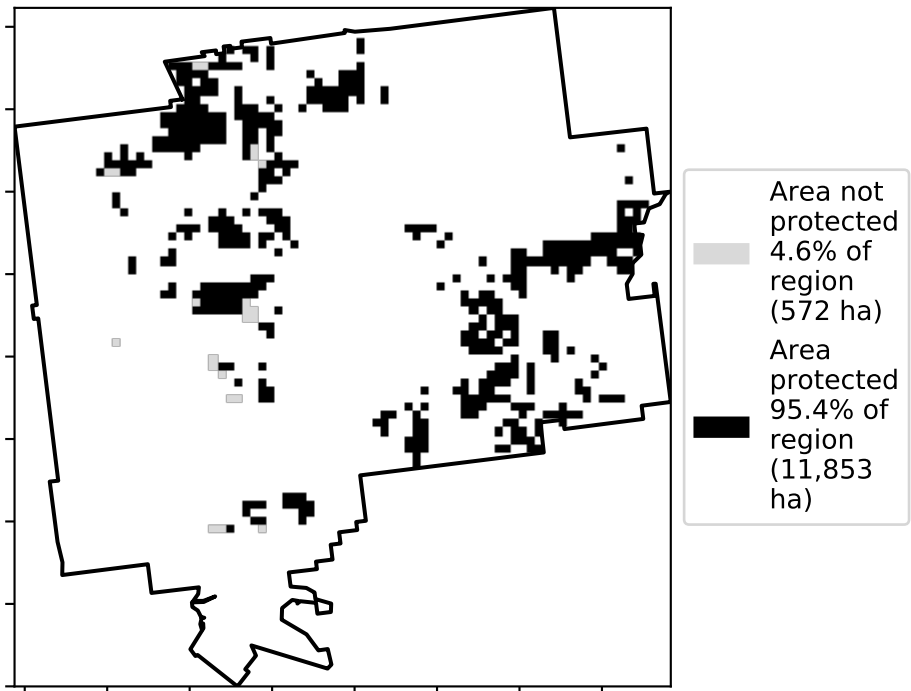 Area not
protected
4.6% of
region
(572 ha)
Area
protected
95.4% of
region
(11,853
ha)